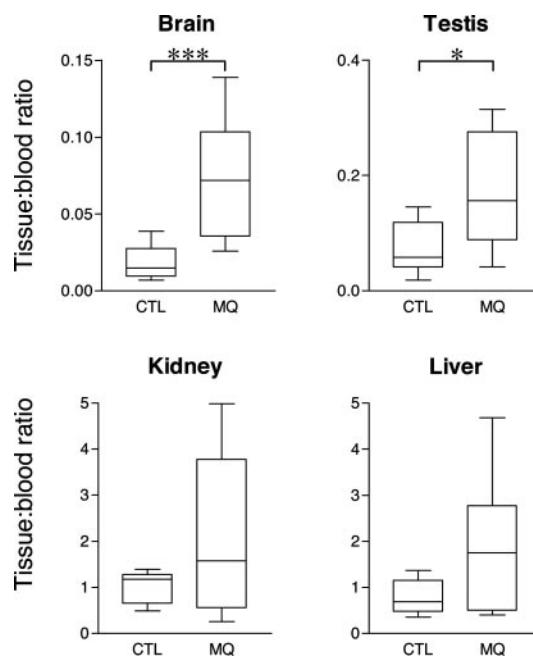 Brain
Testis
Tissue:blood ratio
0.15
0.10
0.05
0.00
***
CTL
MQ
0.4
0.2
0.0
*
CTL
MQ
Kidney
Liver
Tissue:blood ratio
5
4
3
2
1
0
CTL
MQ
5
4
3
2
1
0
CTL
MQ